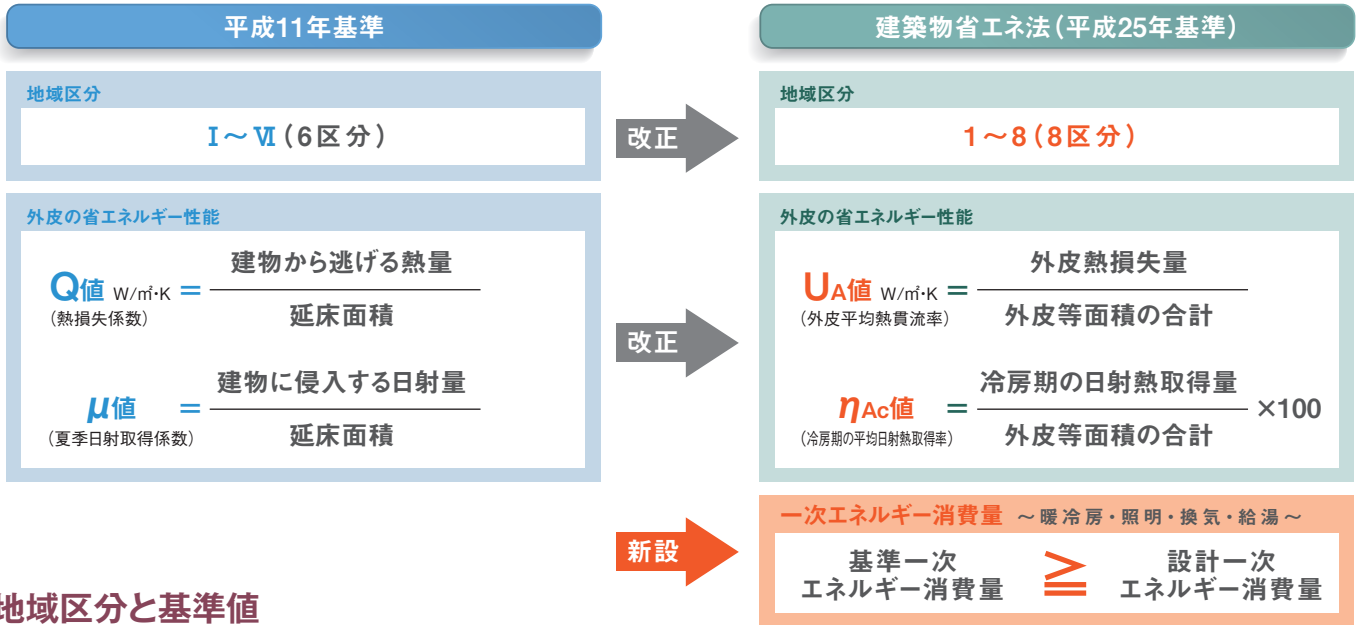 平成11年基準
地域区分
Ⅰ～Ⅵ(6区分)
外皮の省エネルギー性能
Q値 W/㎡・K ＝ 建物から逃げる熱量
(熱損失係数) 延床面積
μ値 ＝ 建物に侵入する日射量
(夏季日射取得係数) 延床面積
改正
改正
新設
建築物省エネ法(平成25年基準)
地域区分
1～8(8区分)
外皮の省エネルギー性能
UA値 W/㎡・K ＝ 外皮熱損失量
(外皮平均熱貫流率) 外皮等面積の合計
ηAC値 ＝ 冷房期の日射熱取得量 ×100
(冷房期の平均日射熱取得率) 外皮等面積の合計
一次エネルギー消費量 ～暖冷房・照明・換気・給湯～
基準一次 ≧ 設計一次
エネルギー消費量 エネルギー消費量
地域区分と基準値